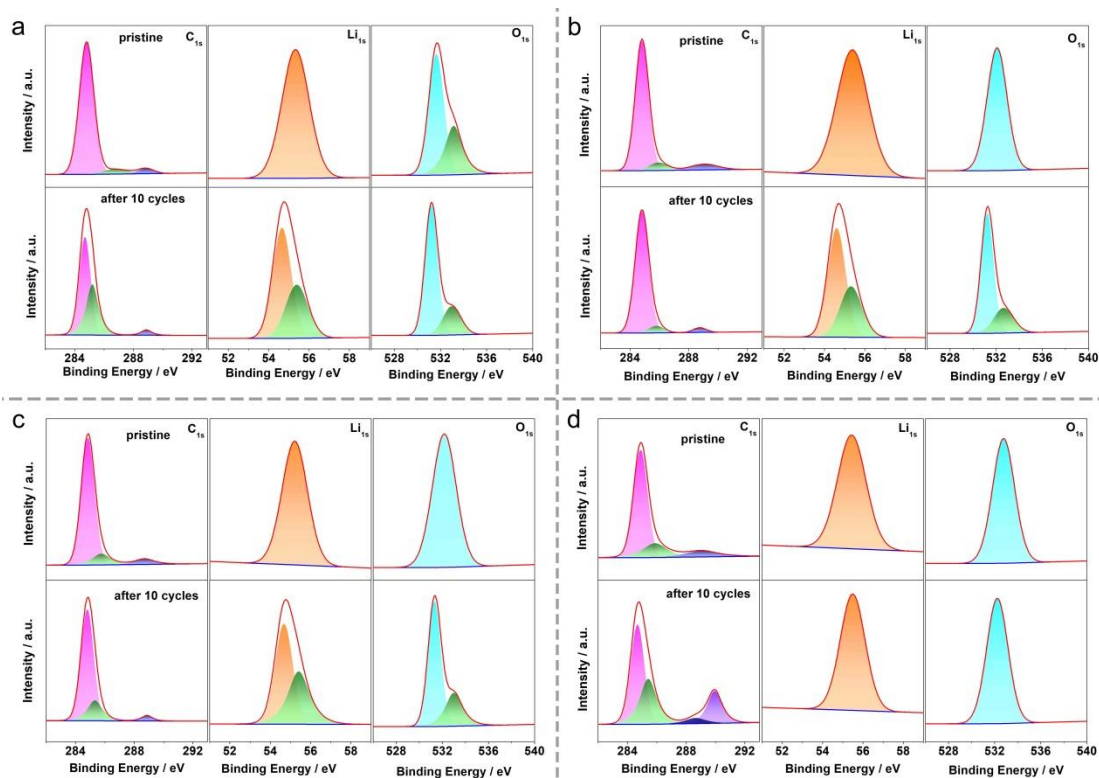 a
pristine
C1s
Li1s
O1s
Intensity / a.u.
after 10 cycles
Intensity / a.u.
284 288 292
52 54 56 58
528 532 536 540
Binding Energy / eV
Binding Energy / eV
Binding Energy / eV
b
pristine
C1s
Li1s
O1s
Intensity / a.u.
after 10 cycles
Intensity / a.u.
284 288 292
52 54 56 58
528 532 536 540
Binding Energy / eV
Binding Energy / eV
Binding Energy / eV
c
pristine
C1s
Li1s
O1s
Intensity / a.u.
after 10 cycles
Intensity / a.u.
284 288 292
52 54 56 58
528 532 536 540
Binding Energy / eV
Binding Energy / eV
Binding Energy / eV
d
pristine
C1s
Li1s
O1s
Intensity / a.u.
after 10 cycles
Intensity / a.u.
284 288 292
52 54 56 58
528 532 536 540
Binding Energy / eV
Binding Energy / eV
Binding Energy / eV